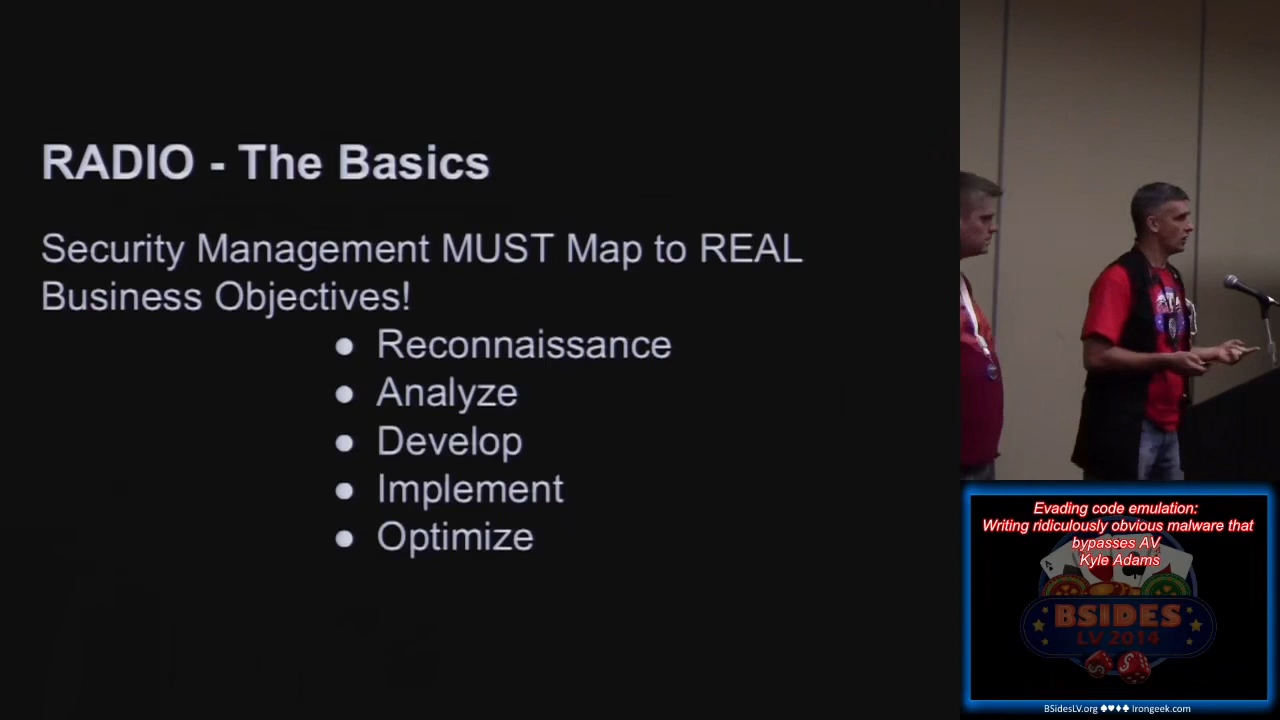 RADIO - The Basics
Security Management MUST Map to REAL
Business Objectives!
● Reconnaissance
● Analyze
● Develop
● Implement
● Optimize
Evading code emulation:
Writing ridiculously obvious malware that
bypasses AV
Kyle Adams
BSIDES
LV 2014
BSidesLV.org ♠♥♦♣ Irongeek.com